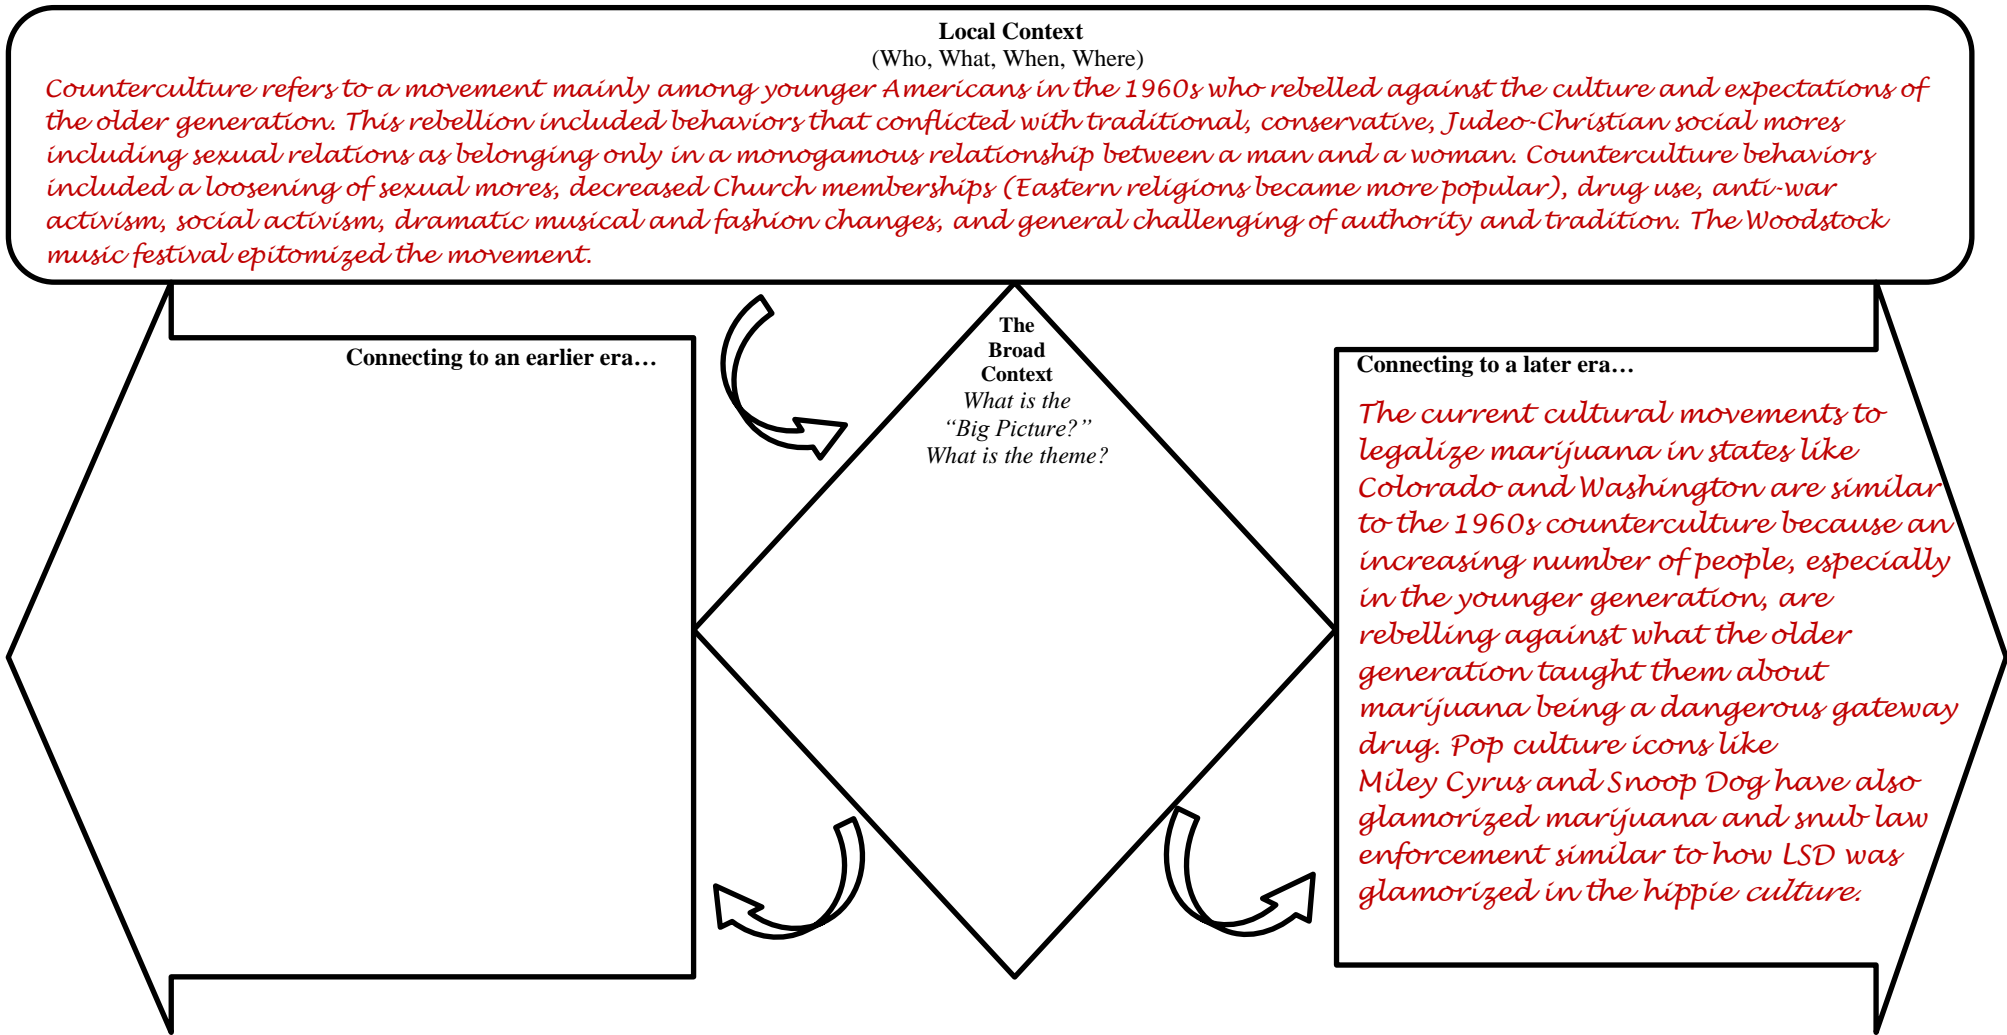 Local Context
(Who, What, When, Where)
Counterculture refers to a movement mainly among younger Americans in the 1960s who rebelled against the culture and expectations of
the older generation. This rebellion included behaviors that conflicted with traditional, conservative, Judeo-Christian social mores
including sexual relations as belonging only in a monogamous relationship between a man and a woman. Counterculture behaviors
included a loosening of sexual mores, decreased Church memberships (Eastern religions became more popular), drug use, anti-war
activism, social activism, dramatic musical and fashion changes, and general challenging of authority and tradition. The Woodstock
music festival epitomized the movement.
Connecting to an earlier era…
The
Broad
Context
What is the
“Big Picture?”
What is the theme?
Connecting to a later era…
The current cultural movements to
legalize marijuana in states like
Colorado and Washington are similar
to the 1960s counterculture because an
increasing number of people, especially
in the younger generation, are
rebelling against what the older
generation taught them about
marijuana being a dangerous gateway
drug. Pop culture icons like
Miley Cyrus and Snoop Dog have also
glamorized marijuana and snub law
enforcement similar to how LSD was
glamorized in the hippie culture.